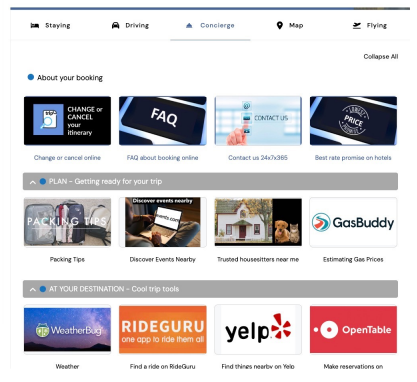 Staying Driving Concierge Map Flying
Collapse All
About your booking
CHANGE or
CANCEL
your
itinerary
FAQ
CONTACT US
LOWEST
PRICE
Change or cancel online FAQ about booking online Contact us 24x7x365 Best rate promise on hotels
PLAN – Getting ready for your trip
PACKING TIPS
Discover events nearby
events.com
GasBuddy
Packing Tips Discover Events Nearby Trusted housesitters near me Estimating Gas Prices
AT YOUR DESTINATION – Cool trip tools
WeatherBug
RIDEGURU
one app to ride them all
yelp
OpenTable
Weather Find a ride on RideGuru Find things nearby on Yelp Make reservations on